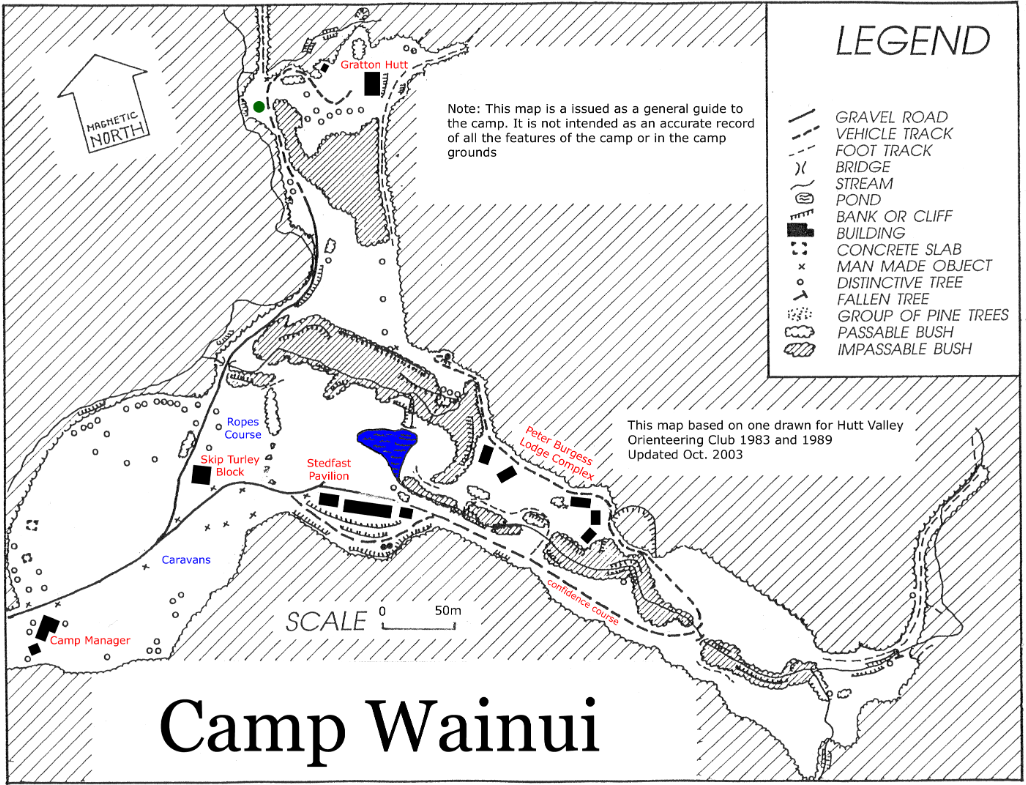 LEGEND
GRAVEL ROAD
VEHICLE TRACK
FOOT TRACK
BRIDGE
STREAM
POND
BANK OR CLIFF
BUILDING
CONCRETE SLAB
MAN MADE OBJECT
DISTINCTIVE TREE
FALLEN TREE
GROUP OF PINE TREES
PASSABLE BUSH
IMPASSABLE BUSH
MAGNETIC
NORTH
Gratton Hutt
Note: This map is a issued as a general guide to
the camp. It is not intended as an accurate record
of all the features of the camp or in the camp
grounds
This map based on one drawn for Hutt Valley
Orienteering Club 1983 and 1989
Updated Oct. 2003
Ropes
Course
Skip Turley
Block
Stedfast
Pavilion
Peter Burgess
Lodge Complex
Caravans
confidence course
Camp Manager
SCALE 0 50m
Camp Wainui